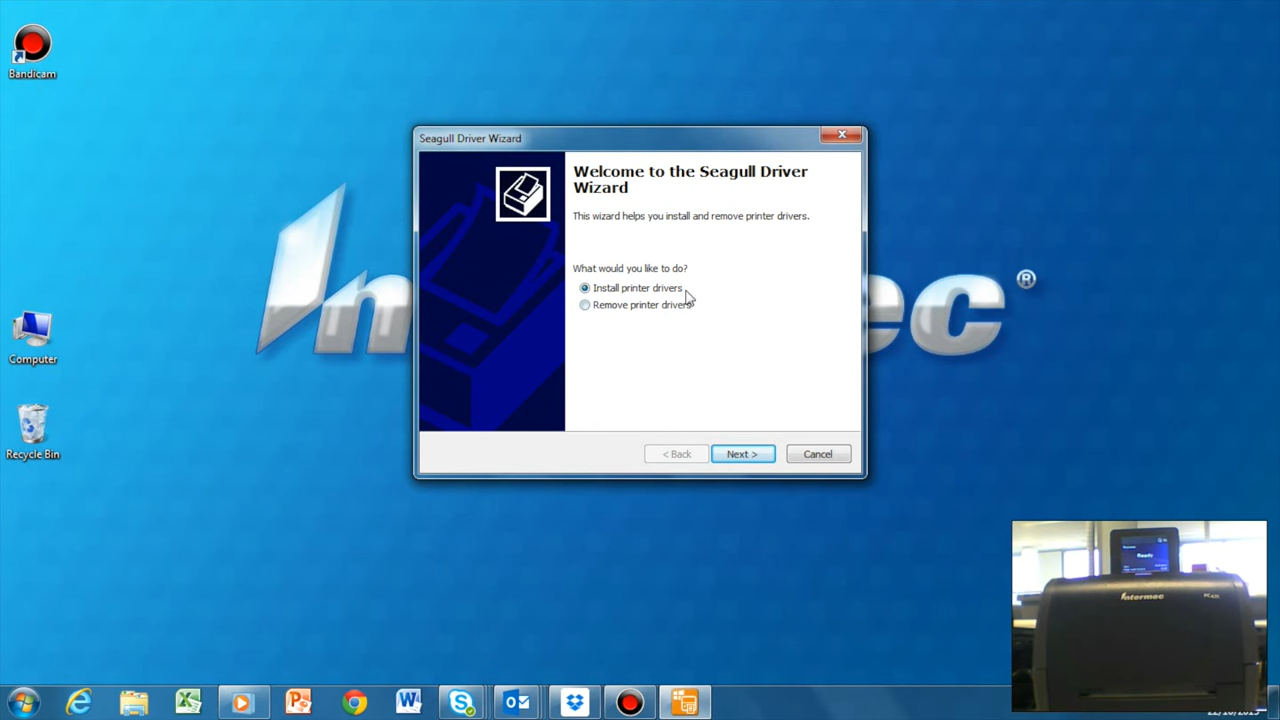 Bandicam
Computer
Recycle Bin
Seagull Driver Wizard
Welcome to the Seagull Driver
Wizard
This wizard helps you install and remove printer drivers.
What would you like to do?
Install printer drivers
Remove printer drivers
< Back
Next >
Cancel
®
Ready
Intermec